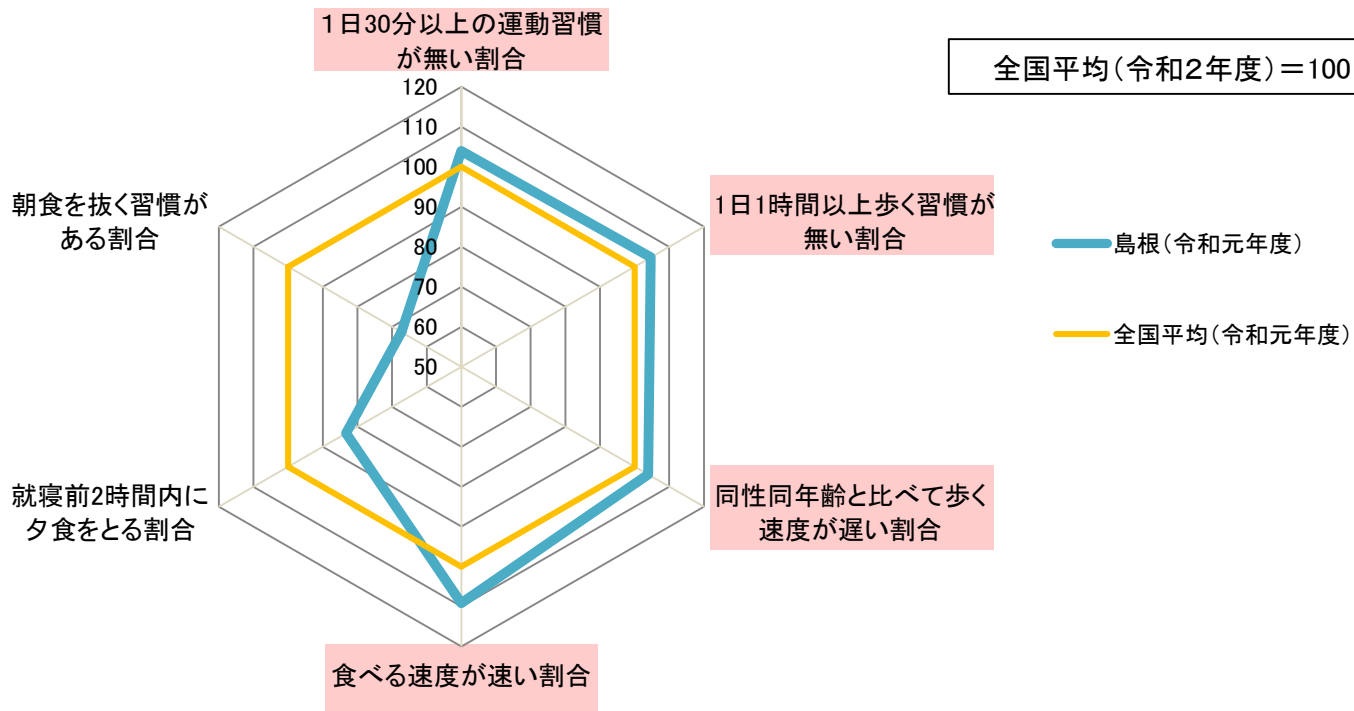 １日30分以上の運動習慣
が無い割合
全国平均（令和２年度）＝100
120
110
100
90
80
70
60
50
朝食を抜く習慣が
ある割合
1日1時間以上歩く習慣が
無い割合
島根（令和元年度）
全国平均（令和元年度）
就寝前2時間内に
夕食をとる割合
同性同年齢と比べて歩く
速度が遅い割合
食べる速度が速い割合